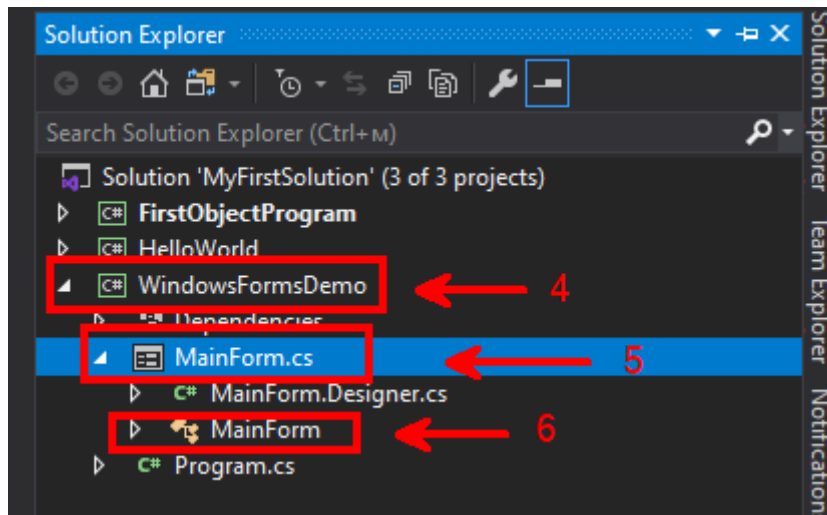 Solution Explorer
Search Solution Explorer (Ctrl+м)
Solution 'MyFirstSolution' (3 of 3 projects)
C# FirstObjectProgram
C# HelloWorld
C# WindowsFormsDemo
4
Dependencies
MainForm.cs
5
C# MainForm.Designer.cs
MainForm
6
C# Program.cs
Solution Explorer
Team Explorer
Notification